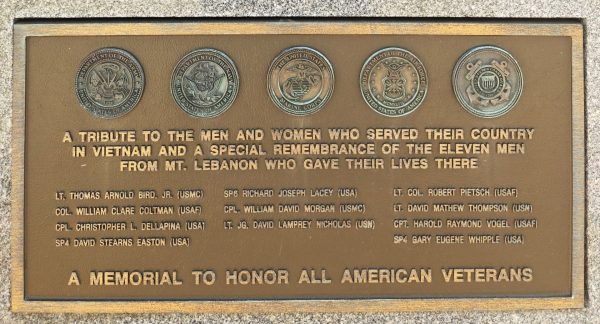 A TRIBUTE TO THE MEN AND WOMEN WHO SERVED THEIR COUNTRY
IN VIETNAM AND A SPECIAL REMEMBRANCE OF THE ELEVEN MEN
FROM MT. LEBANON WHO GAVE THEIR LIVES THERE
LT. THOMAS ARNOLD BIRD, JR. (USMC)
COL. WILLIAM CLARE COLTMAN (USAF)
CPL. CHRISTOPHER L. DELLAPINA (USA)
SP4 DAVID STEARNS EASTON (USA)
SP6 RICHARD JOSEPH LACEY (USA)
CPL. WILLIAM DAVID MORGAN (USMC)
LT. JG. DAVID LAMPREY NICHOLAS (USN)
LT. COL. ROBERT PIETSCH (USAF)
LT. DAVID MATHEW THOMPSON (USN)
CPT. HAROLD RAYMOND VOGEL (USAF)
SP4 GARY EUGENE WHIPPLE (USA)
A MEMORIAL TO HONOR ALL AMERICAN VETERANS